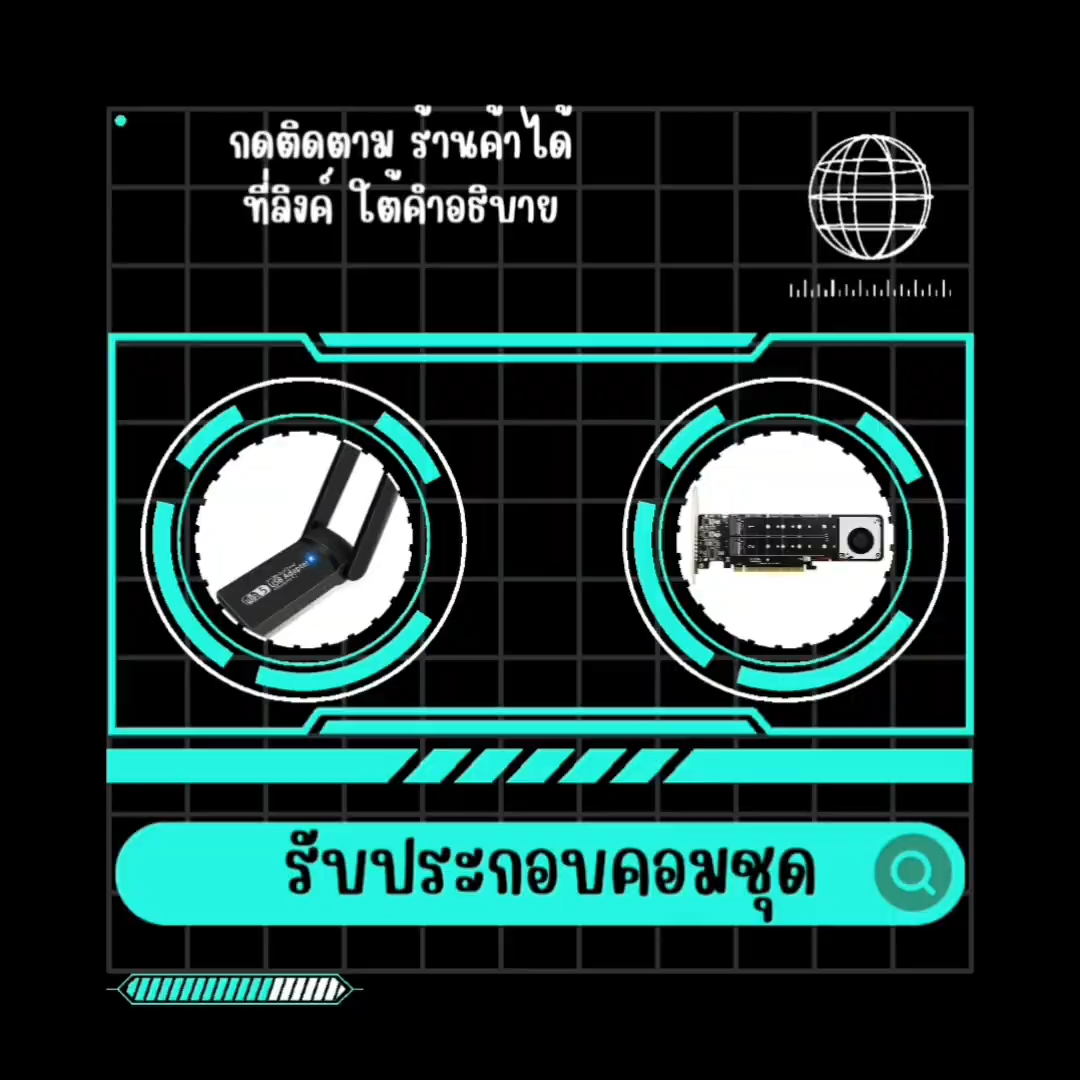 กดติดตาม ร้านค้าได้
ที่ลิงค์ ใต้คำอธิบาย
USB Adapter
รับประกอบคอมชุด